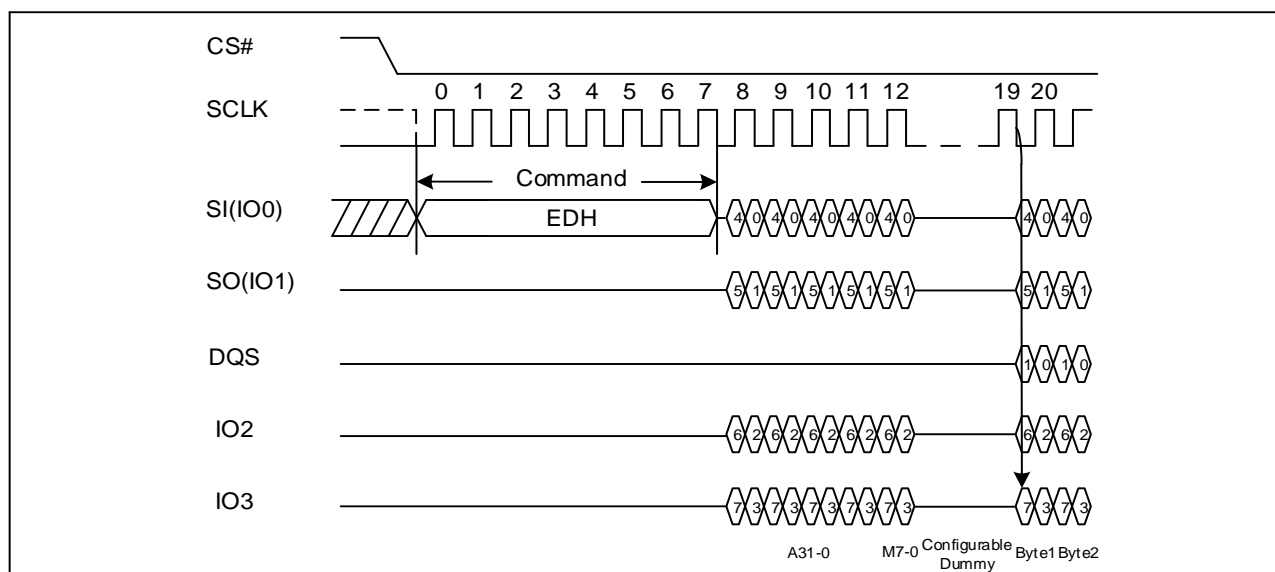 CS#
0 1 2 3 4 5 6 7 8 9 10 11 12 19 20
SCLK
Command
SI(IO0) EDH 4 0 4 0 4 0 4 0 4 0 4 0 4 0
SO(IO1) 5 1 5 1 5 1 5 1 5 1 5 1 5 1
DQS 1 0 1 0
IO2 6 2 6 2 6 2 6 2 6 2 6 2 6 2
IO3 7 3 7 3 7 3 7 3 7 3 7 3 7 3
A31-0 M7-0 Configurable Byte1 Byte2
Dummy